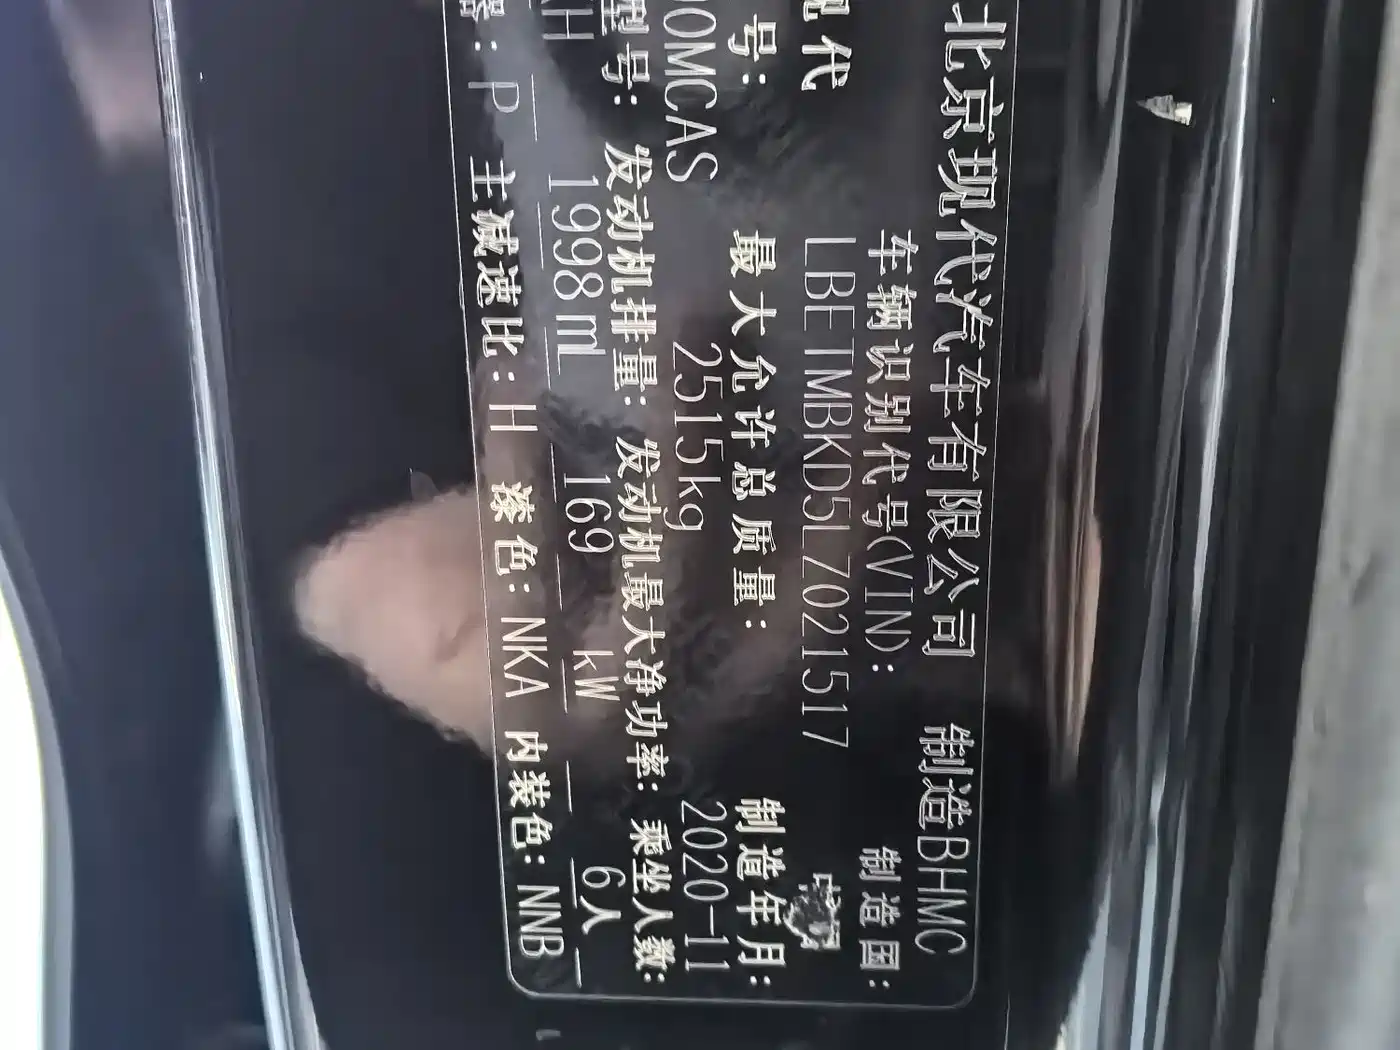 北京现代汽车有限公司 制造BHMC
车辆识别代号(VIN): 制造国:
现代 LBETMBKD5LZ021517 中国
号: 最大允许总质量: 制造年月:
00MCAS 2515kg 2020-11
型号: 发动机排量: 发动机最大净功率: 乘坐人数:
1998ml 169 kW 6人
器: P 主减速比: H 漆色: NKA 内装色: NNB